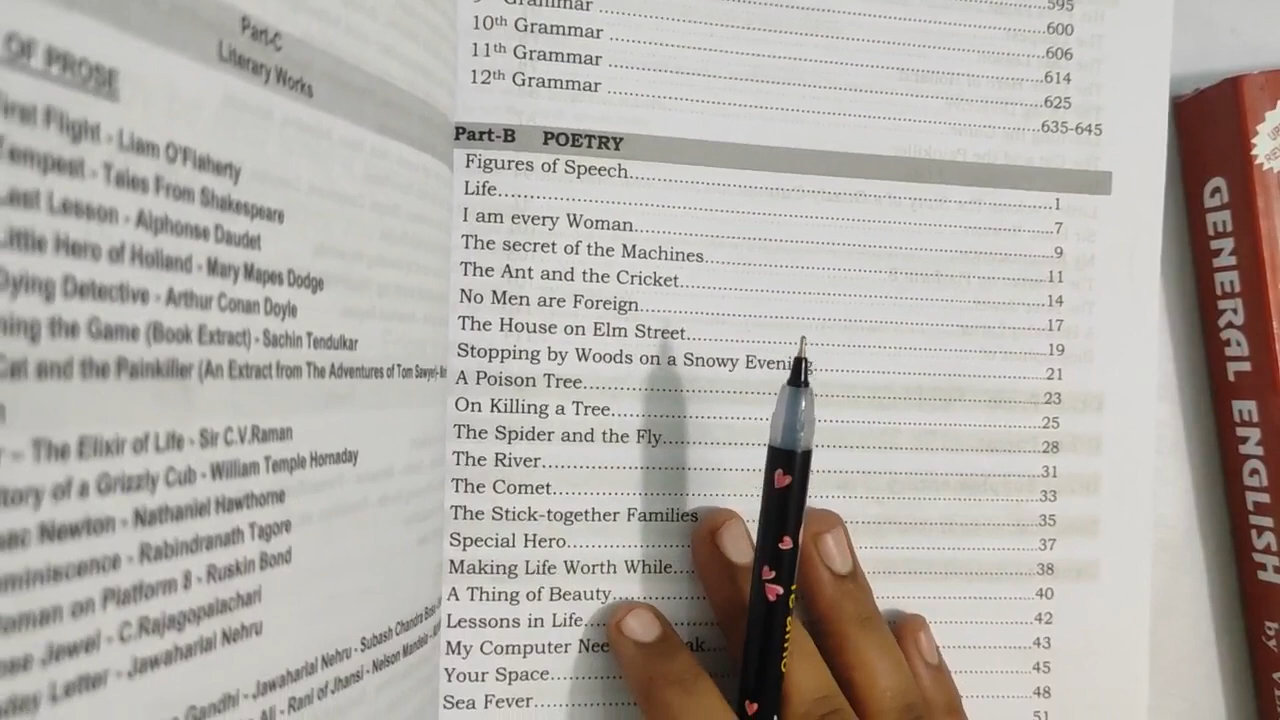 Part-C
Literary Works
OF PROSE
First Flight - Liam O'Flaherty
Tempest - Tales From Shakespeare
Last Lesson - Alphonse Daudet
Little Hero of Holland - Mary Mapes Dodge
Dying Detective - Arthur Conan Doyle
ning the Game (Book Extract) - Sachin Tendulkar
Cat and the Painkiller (An Extract from The Adventures of Tom Sawyer)-
– The Elixir of Life - Sir C.V.Raman
tory of a Grizzly Cub - William Temple Hornaday
Newton - Nathaniel Hawthorne
miniscence - Rabindranath Tagore
oman on Platform 8 - Ruskin Bond
Jewel - C.Rajagopalachari
day Letter - Jawaharlal Nehru
Gandhi - Jawaharlal Nehru - Subash Chandra Bose
Ali - Rani of Jhansi - Nelson Mandela -
Grammar 595
10th Grammar 600
11th Grammar 606
12th Grammar 614
625
635-645
Part-B POETRY
Figures of Speech
Life 1
I am every Woman 7
The secret of the Machines 9
The Ant and the Cricket 11
No Men are Foreign 14
The House on Elm Street 17
Stopping by Woods on a Snowy Evening 19
A Poison Tree 21
On Killing a Tree 23
The Spider and the Fly 25
The River 28
The Comet 31
The Stick-together Families 33
Special Hero 35
Making Life Worth While 37
A Thing of Beauty 38
Lessons in Life 40
My Computer Nee ak 42
Your Space 43
Sea Fever 45
48
51
GENERAL ENGLISH by